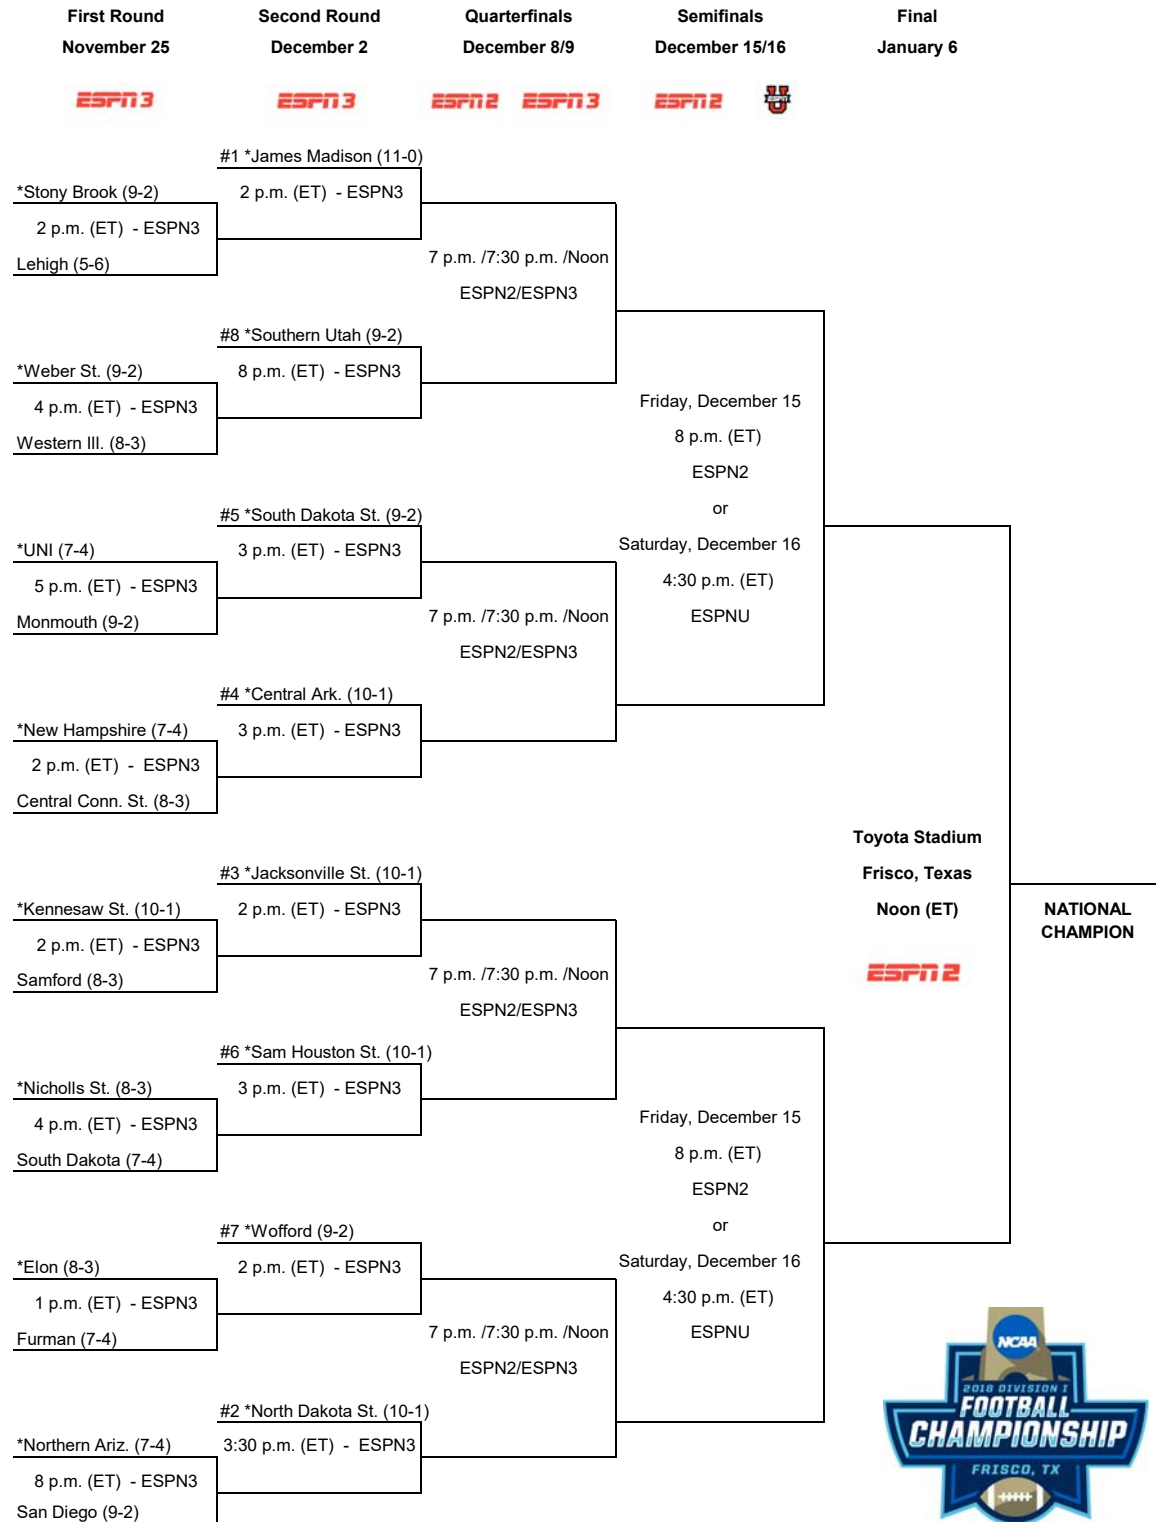 First Round
Second Round
Quarterfinals
Semifinals
Final
November 25
December 2
December 8/9
December 15/16
January 6
ESPN3
ESPN3
ESPN2
ESPN3
ESPN2
ESPN U
#1 *James Madison (11-0)
*Stony Brook (9-2)
2 p.m. (ET) - ESPN3
2 p.m. (ET) - ESPN3
Lehigh (5-6)
7 p.m. /7:30 p.m. /Noon
ESPN2/ESPN3
#8 *Southern Utah (9-2)
*Weber St. (9-2)
8 p.m. (ET) - ESPN3
4 p.m. (ET) - ESPN3
Western Ill. (8-3)
Friday, December 15
8 p.m. (ET)
ESPN2
or
Saturday, December 16
4:30 p.m. (ET)
ESPNU
#5 *South Dakota St. (9-2)
*UNI (7-4)
3 p.m. (ET) - ESPN3
5 p.m. (ET) - ESPN3
Monmouth (9-2)
7 p.m. /7:30 p.m. /Noon
ESPN2/ESPN3
#4 *Central Ark. (10-1)
*New Hampshire (7-4)
3 p.m. (ET) - ESPN3
2 p.m. (ET) - ESPN3
Central Conn. St. (8-3)
Toyota Stadium
Frisco, Texas
Noon (ET)
ESPN2
NATIONAL
CHAMPION
#3 *Jacksonville St. (10-1)
*Kennesaw St. (10-1)
2 p.m. (ET) - ESPN3
2 p.m. (ET) - ESPN3
Samford (8-3)
7 p.m. /7:30 p.m. /Noon
ESPN2/ESPN3
#6 *Sam Houston St. (10-1)
*Nicholls St. (8-3)
3 p.m. (ET) - ESPN3
4 p.m. (ET) - ESPN3
South Dakota (7-4)
Friday, December 15
8 p.m. (ET)
ESPN2
or
Saturday, December 16
4:30 p.m. (ET)
ESPNU
#7 *Wofford (9-2)
*Elon (8-3)
2 p.m. (ET) - ESPN3
1 p.m. (ET) - ESPN3
Furman (7-4)
7 p.m. /7:30 p.m. /Noon
ESPN2/ESPN3
#2 *North Dakota St. (10-1)
*Northern Ariz. (7-4)
3:30 p.m. (ET) - ESPN3
8 p.m. (ET) - ESPN3
San Diego (9-2)
NCAA
2018 DIVISION I
FOOTBALL
CHAMPIONSHIP
FRISCO, TX